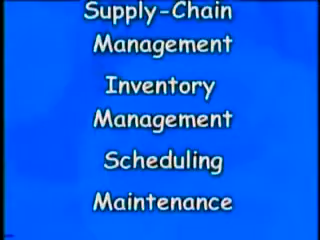 Supply-Chain
Management
Inventory
Management
Scheduling
Maintenance